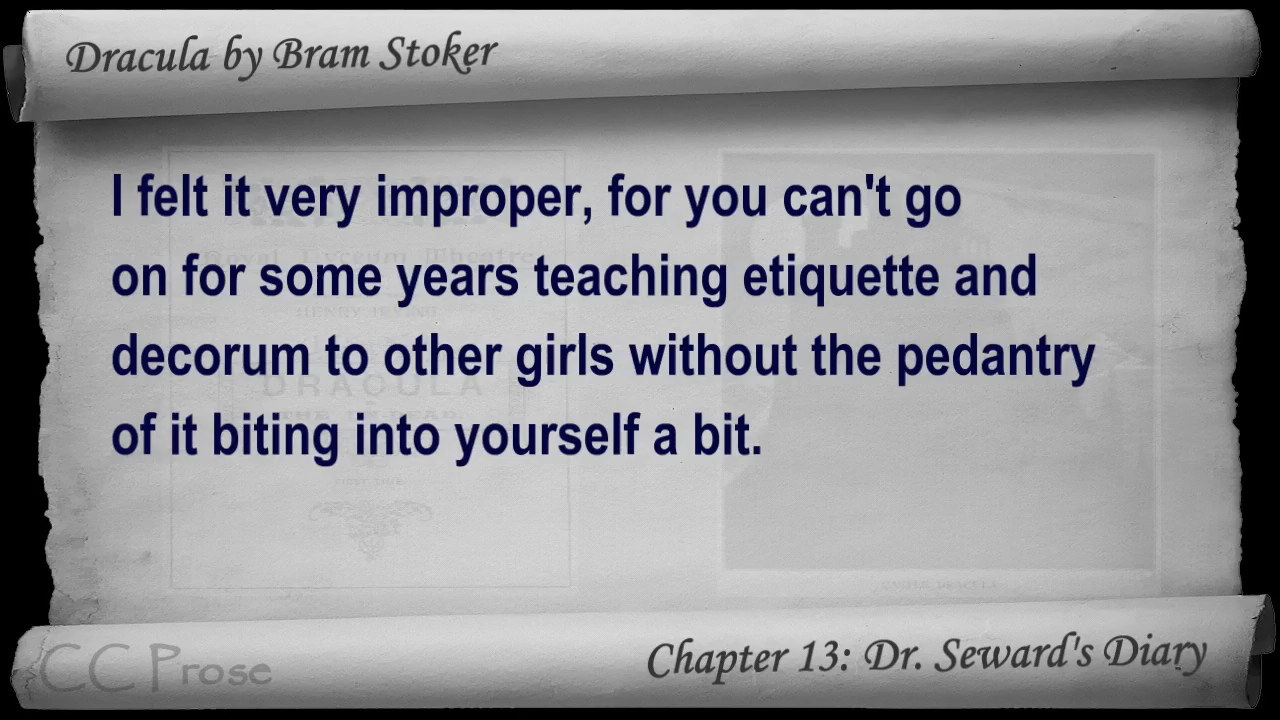 Dracula by Bram Stoker
I felt it very improper, for you can't go
on for some years teaching etiquette and
decorum to other girls without the pedantry
of it biting into yourself a bit.
DRACULA
CC Prose
Chapter 13: Dr. Seward's Diary